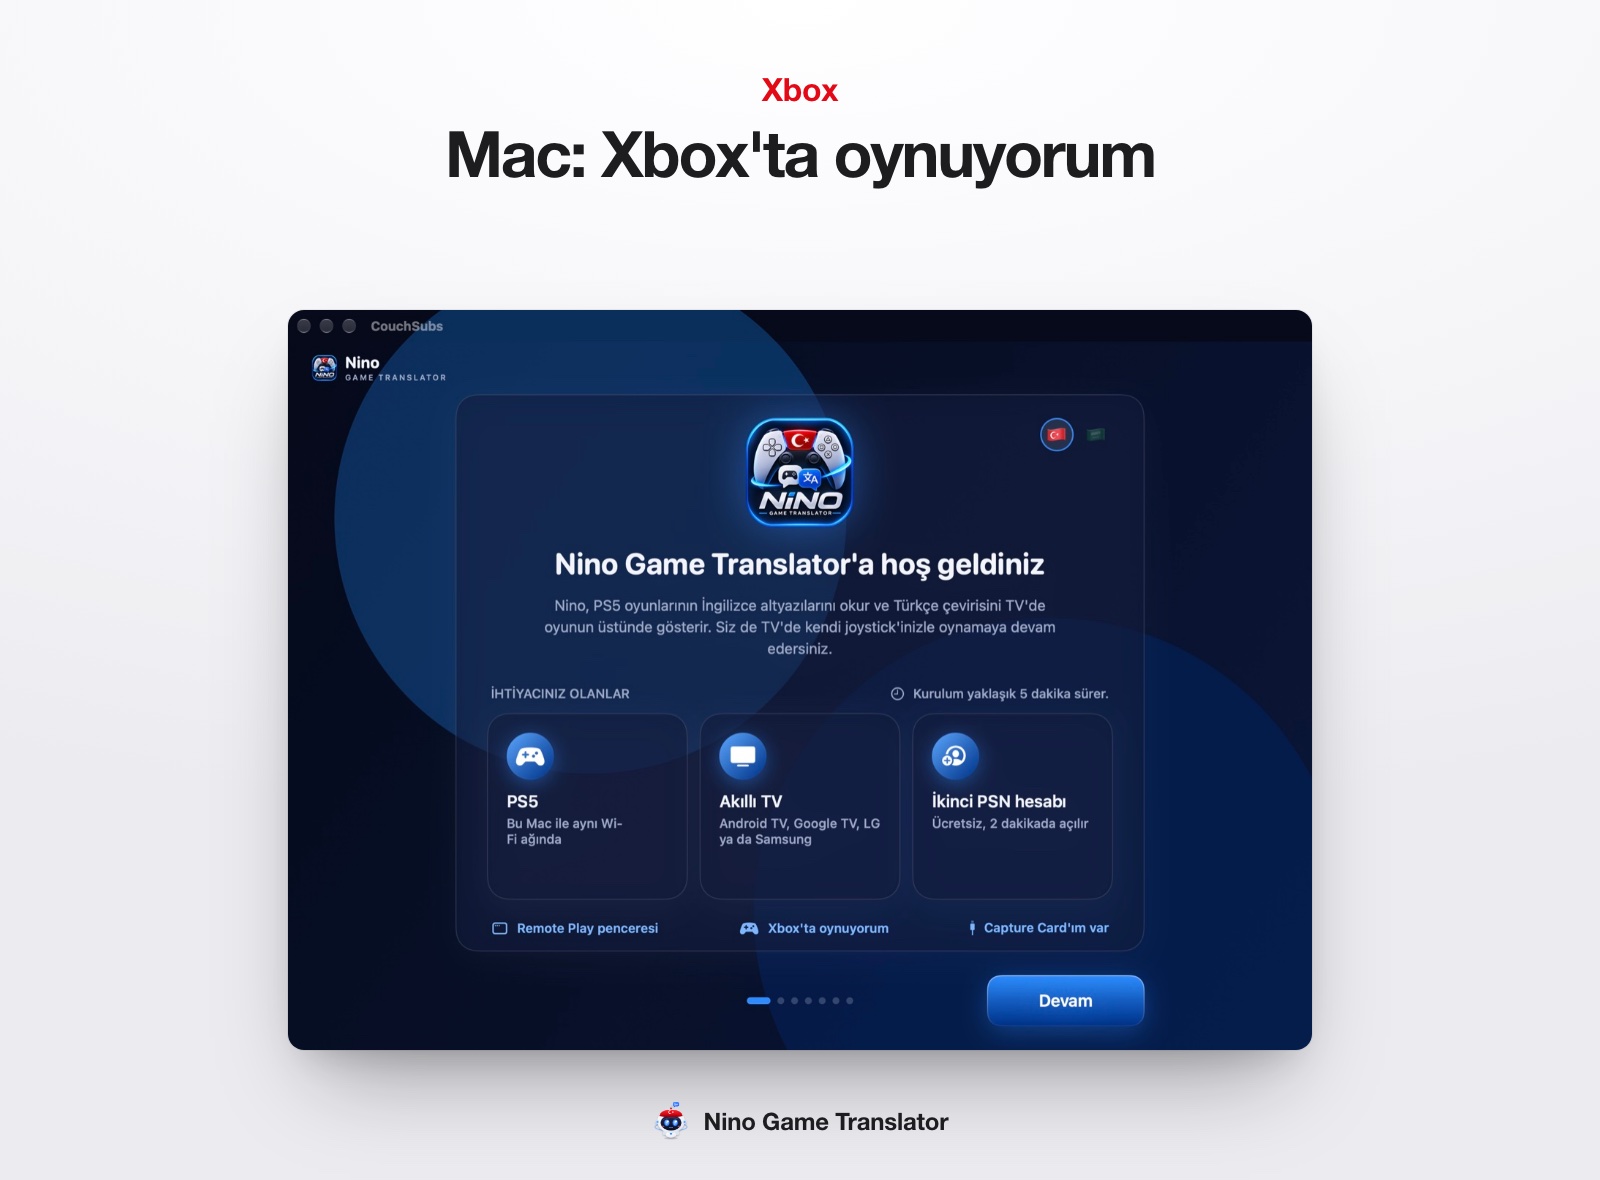 Xbox
Mac: Xbox'ta oynuyorum
CouchSubs
Nino
GAME TRANSLATOR
NiNO
GAME TRANSLATOR
Nino Game Translator'a hoş geldiniz
Nino, PS5 oyunlarının İngilizce altyazılarını okur ve Türkçe çevirisini TV'de
oyunun üstünde gösterir. Siz de TV'de kendi joystick'inizle oynamaya devam
edersiniz.
İHTİYACINIZ OLANLAR
Kurulum yaklaşık 5 dakika sürer.
PS5
Bu Mac ile aynı Wi-
Fi ağında
Akıllı TV
Android TV, Google TV, LG
ya da Samsung
İkinci PSN hesabı
Ücretsiz, 2 dakikada açılır
Remote Play penceresi
Xbox'ta oynuyorum
Capture Card'ım var
Devam
Nino Game Translator